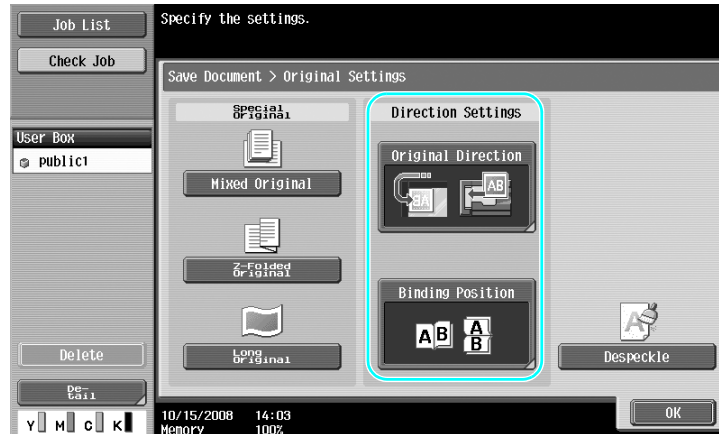 Job List
Check Job
Specify the settings.
Save Document > Original Settings
User Box
public1
Special
Original
Mixed Original
Z-Folded
Original
Long
Original
Direction Settings
Original Direction
AB
AB
Binding Position
AB
A
B
A
Despeckle
Delete
De-
tail
Y M C K
10/15/2008 14:03
Memory 100%
OK